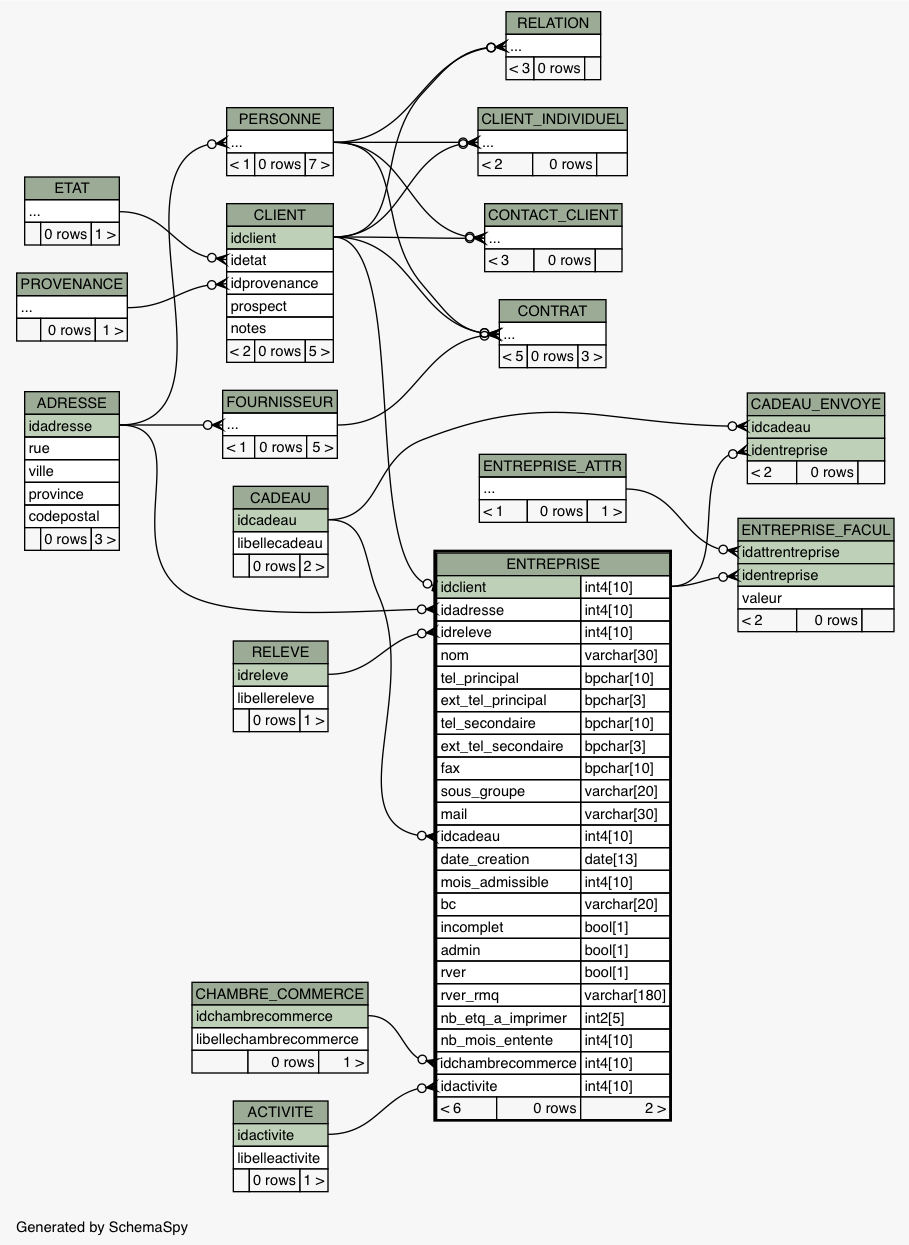 RELATION
...
< 3 0 rows
PERSONNE
...
< 1 0 rows 7 >
CLIENT_INDIVIDUEL
...
< 2 0 rows
ETAT
...
0 rows 1 >
CLIENT
idclient
idetat
idprovenance
prospect
notes
< 2 0 rows 5 >
CONTACT_CLIENT
...
< 3 0 rows
PROVENANCE
...
0 rows 1 >
CONTRAT
...
< 5 0 rows 3 >
ADRESSE
idadresse
rue
ville
province
codepostal
0 rows 3 >
FOURNISSEUR
...
< 1 0 rows 5 >
CADEAU_ENVOYE
idcadeau
identreprise
< 2 0 rows
ENTREPRISE_ATTR
...
< 1 0 rows 1 >
CADEAU
idcadeau
libellecadeau
0 rows 2 >
ENTREPRISE_FACUL
idattrentreprise
identreprise
valeur
< 2 0 rows
ENTREPRISE
idclient int4[10]
idadresse int4[10]
idreleve int4[10]
nom varchar[30]
tel_principal bpchar[10]
ext_tel_principal bpchar[3]
tel_secondaire bpchar[10]
ext_tel_secondaire bpchar[3]
fax bpchar[10]
sous_groupe varchar[20]
mail varchar[30]
idcadeau int4[10]
date_creation date[13]
mois_admissible int4[10]
bc varchar[20]
incomplet bool[1]
admin bool[1]
rver bool[1]
rver_rmq varchar[180]
nb_etq_a_imprimer int2[5]
nb_mois_entente int4[10]
idchambrecommerce int4[10]
idactivite int4[10]
< 6 0 rows 2 >
RELEVE
idreleve
libellereleve
0 rows 1 >
CHAMBRE_COMMERCE
idchambrecommerce
libellechambrecommerce
0 rows 1 >
ACTIVITE
idactivite
libelleactivite
0 rows 1 >
Generated by SchemaSpy